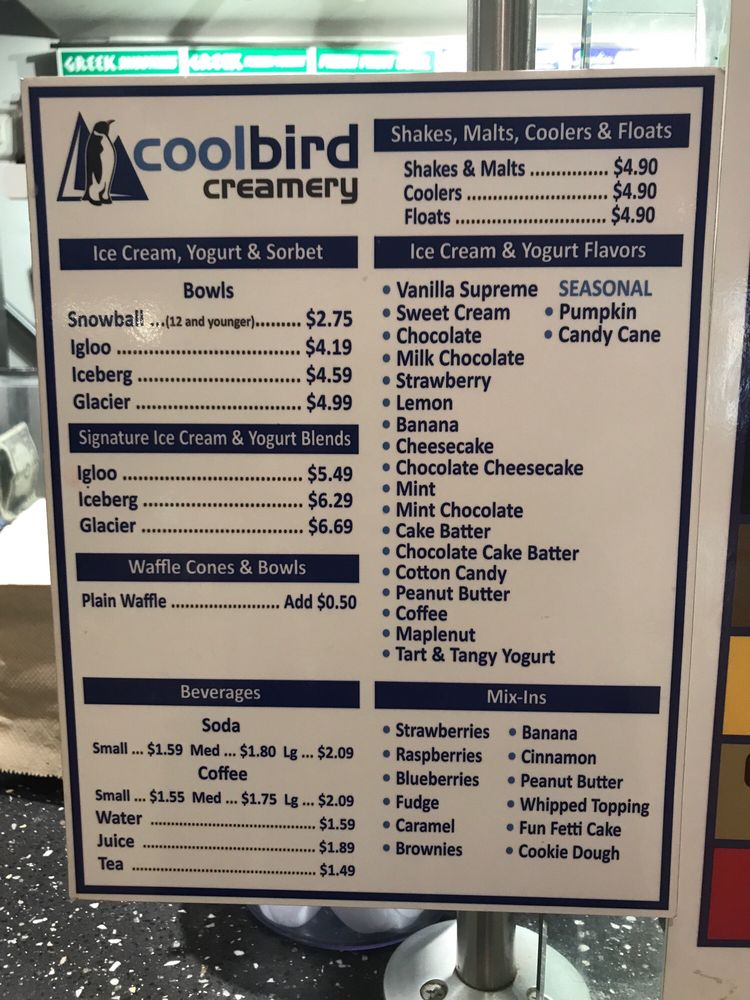 GREEK SMOOTHIES GREEK
coolbird
creamery
Ice Cream, Yogurt & Sorbet
Bowls
Snowball ...(12 and younger)......... $2.75
Igloo ................................. $4.19
Iceberg .............................. $4.59
Glacier .............................. $4.99
Signature Ice Cream & Yogurt Blends
Igloo ................................. $5.49
Iceberg ............................. $6.29
Glacier ............................. $6.69
Waffle Cones & Bowls
Plain Waffle ...................... Add $0.50
Beverages
Soda
Small ... $1.59 Med ... $1.80 Lg ... $2.09
Coffee
Small ... $1.55 Med ... $1.75 Lg ... $2.09
Water .................................. $1.59
Juice .................................... $1.89
Tea ...................................... $1.49
Shakes, Malts, Coolers & Floats
Shakes & Malts ............... $4.90
Coolers ........................... $4.90
Floats ............................. $4.90
Ice Cream & Yogurt Flavors
• Vanilla Supreme
• Sweet Cream
• Chocolate
• Milk Chocolate
• Strawberry
• Lemon
• Banana
• Cheesecake
• Chocolate Cheesecake
• Mint
• Mint Chocolate
• Cake Batter
• Chocolate Cake Batter
• Cotton Candy
• Peanut Butter
• Coffee
• Maplenut
• Tart & Tangy Yogurt
SEASONAL
• Pumpkin
• Candy Cane
Mix-Ins
• Strawberries
• Raspberries
• Blueberries
• Fudge
• Caramel
• Brownies
• Banana
• Cinnamon
• Peanut Butter
• Whipped Topping
• Fun Fetti Cake
• Cookie Dough